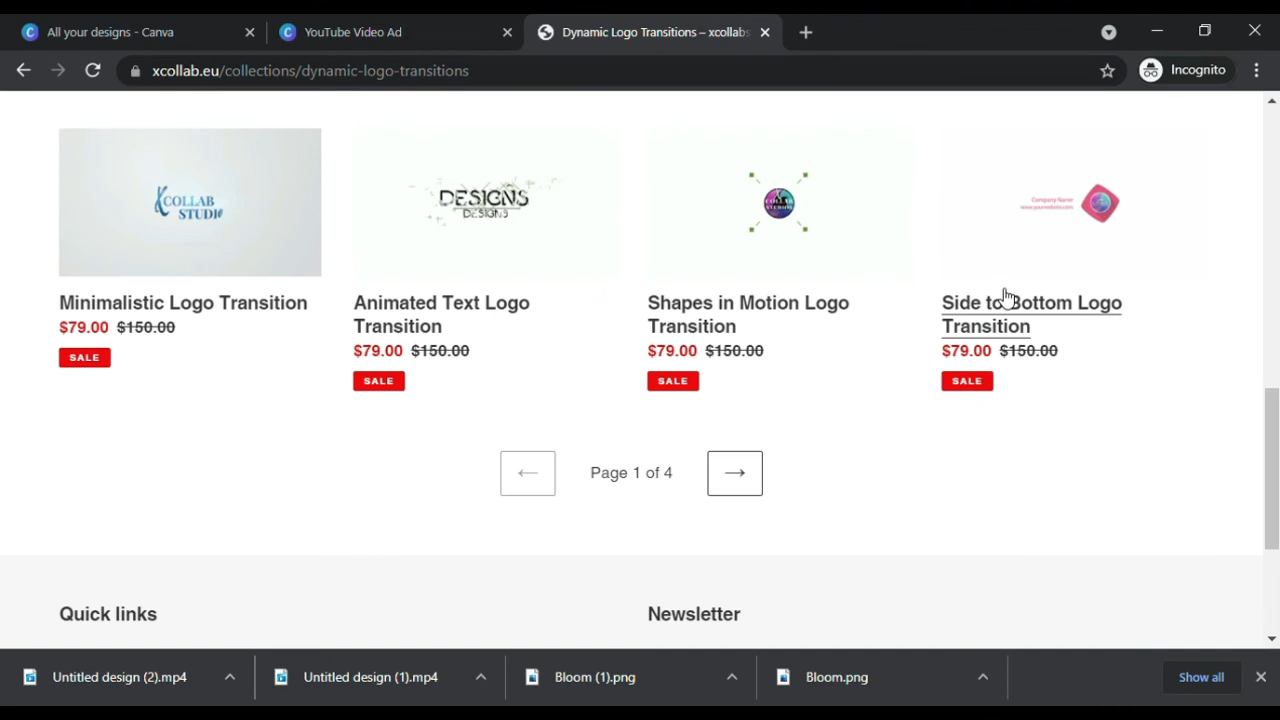 All your designs - Canva
YouTube Video Ad
Dynamic Logo Transitions – xcollabs
xcollab.eu/collections/dynamic-logo-transitions
Incognito
XCOLLAB
STUDIO
DESIGNS
DESIGNS
Company Name
www.yourwebsite.com
Minimalistic Logo Transition
$79.00 $150.00
SALE
Animated Text Logo
Transition
$79.00 $150.00
SALE
Shapes in Motion Logo
Transition
$79.00 $150.00
SALE
Side to Bottom Logo
Transition
$79.00 $150.00
SALE
← Page 1 of 4 →
Quick links
Newsletter
Untitled design (2).mp4
Untitled design (1).mp4
Bloom (1).png
Bloom.png
Show all